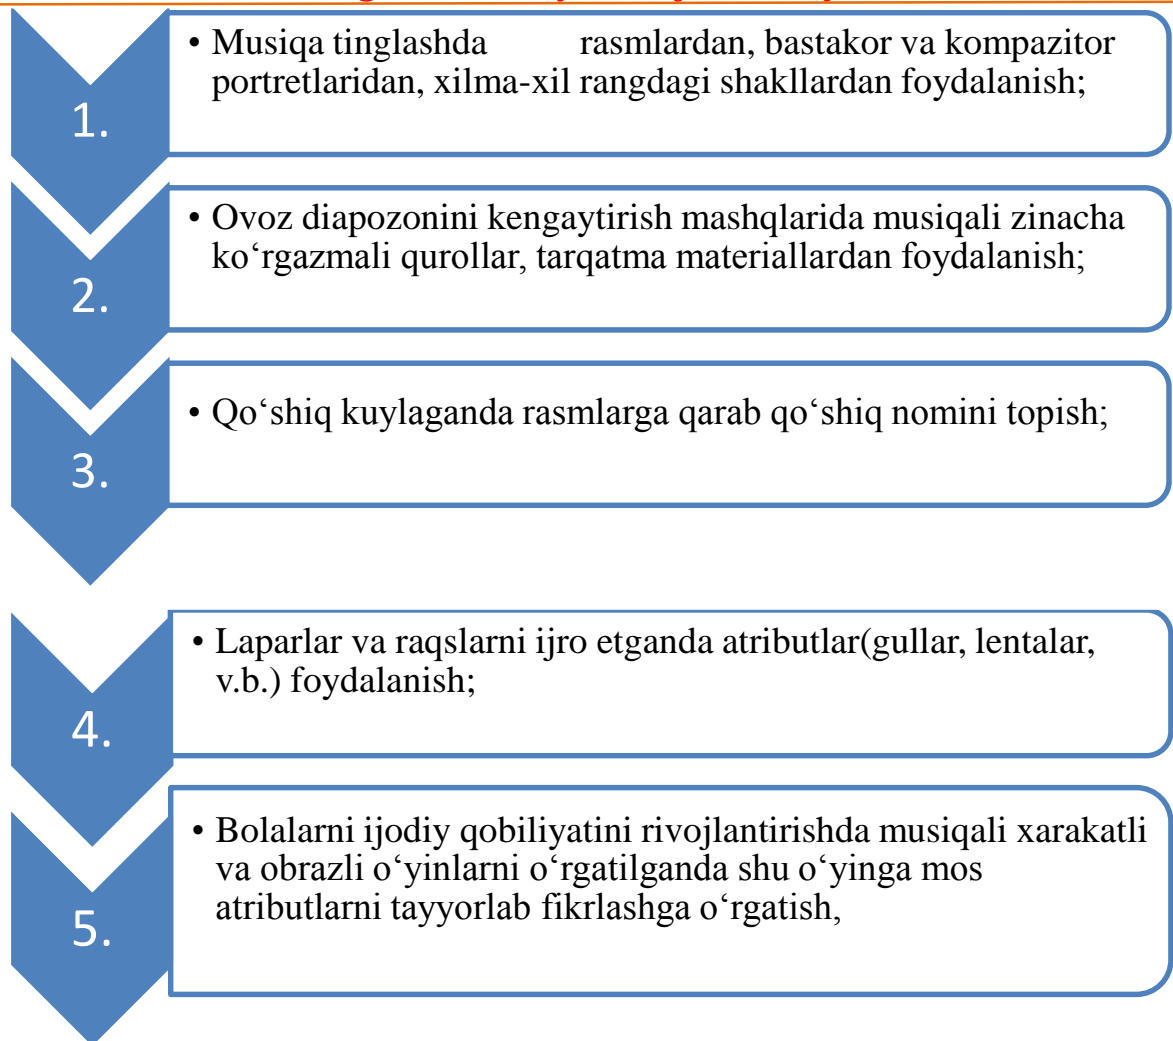 1.
• Musiqa tinglashda rasmlardan, bastakor va kompazitor
portretlaridan, xilma-xil rangdagi shakllardan foydalanish;
2.
• Ovoz diapozonini kengaytirish mashqlarida musiqali zinacha
ko‘rgazmali qurollar, tarqatma materiallardan foydalanish;
3.
• Qo‘shiq kuylaganda rasmlarga qarab qo‘shiq nomini topish;
4.
• Laparlar va raqslarni ijro etganda atributlar(gullar, lentalar,
v.b.) foydalanish;
5.
• Bolalarni ijodiy qobiliyatini rivojlantirishda musiqali xarakatli
va obrazli o‘yinlarni o‘rgatilganda shu o‘yinga mos
atributlarni tayyorlab fikrlashga o‘rgatish,